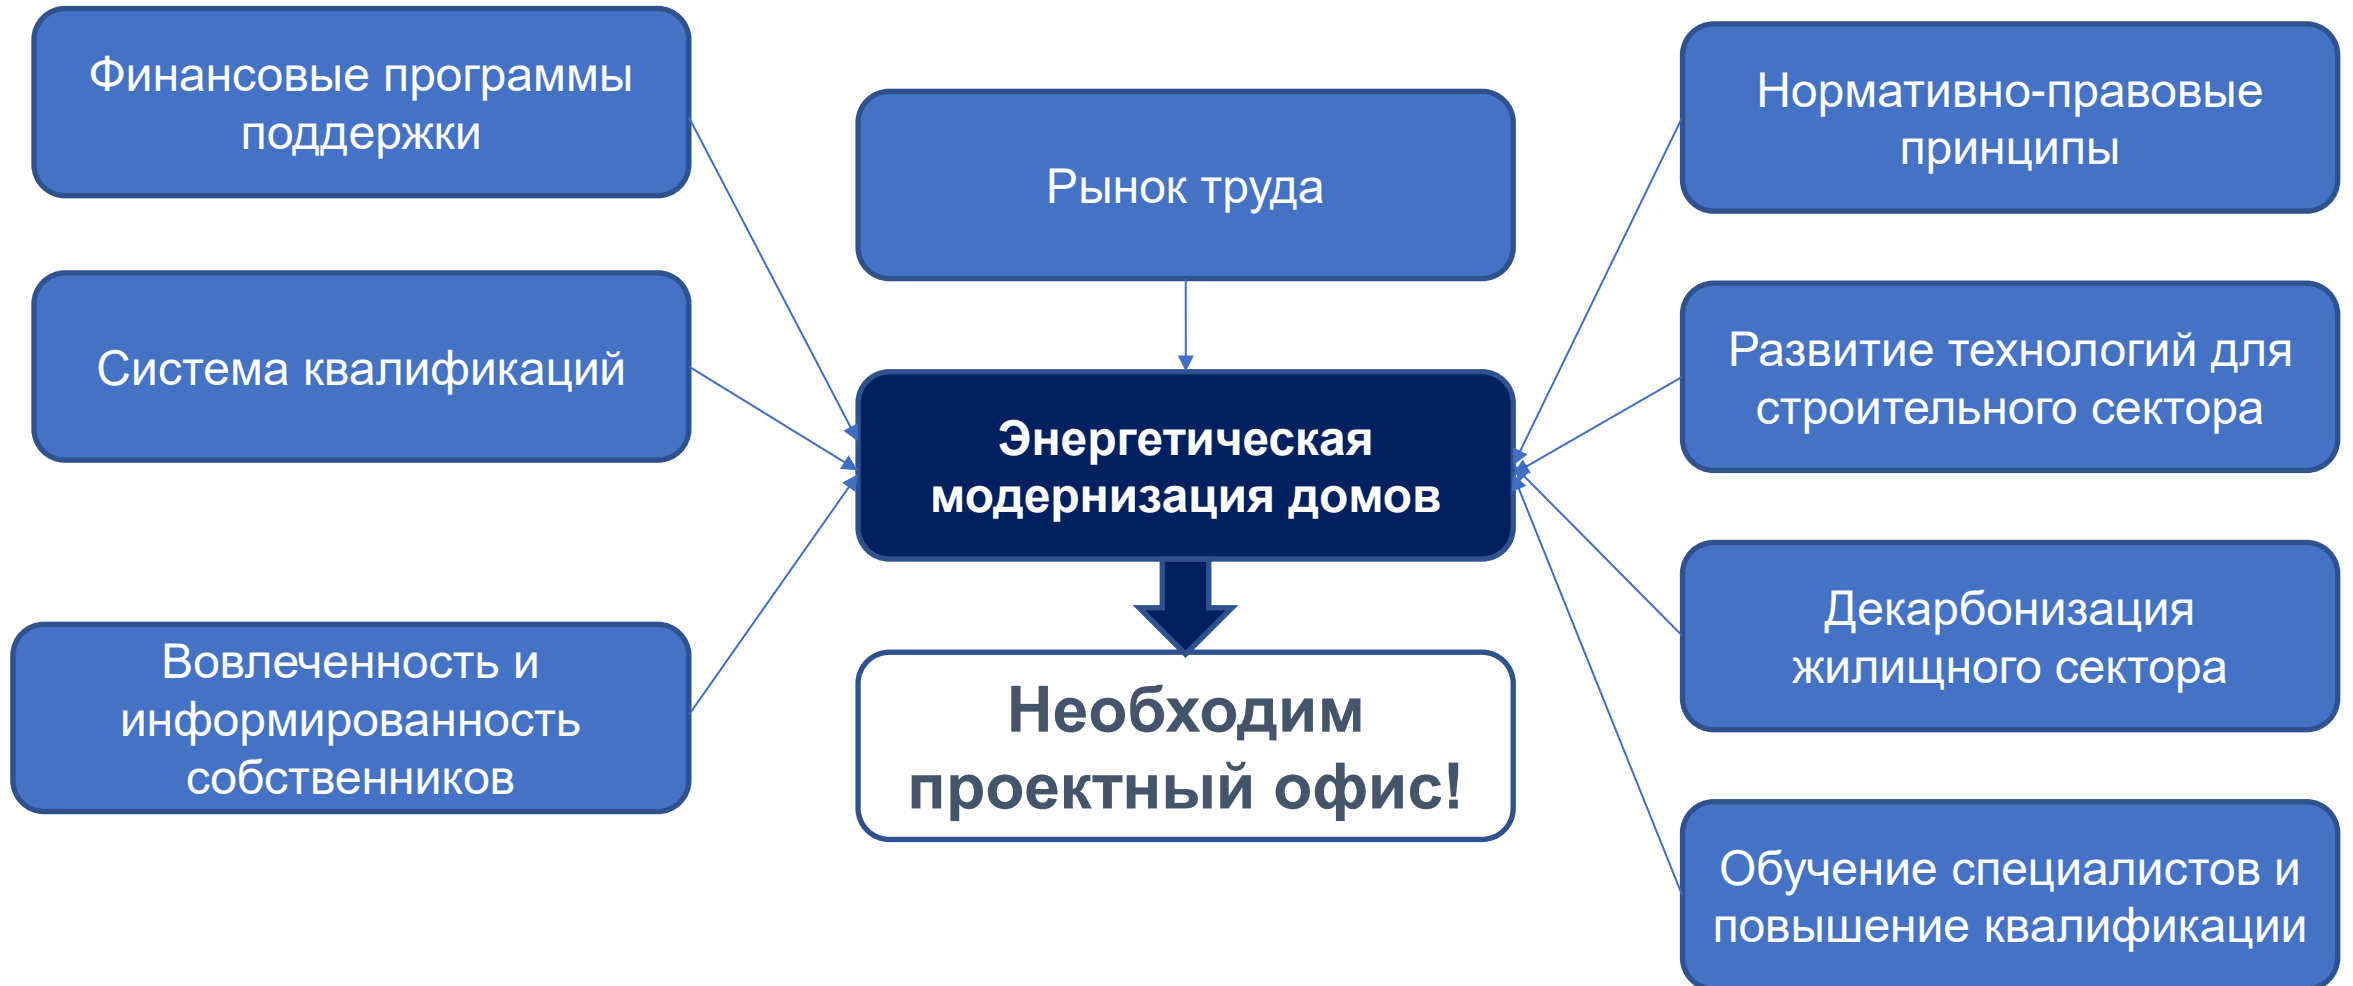 Финансовые программы
поддержки
Система квалификаций
Вовлеченность и
информированность
собственников
Рынок труда
Энергетическая
модернизация домов
Необходим
проектный офис!
Нормативно-правовые
принципы
Развитие технологий для
строительного сектора
Декарбонизация
жилищного сектора
Обучение специалистов и
повышение квалификации